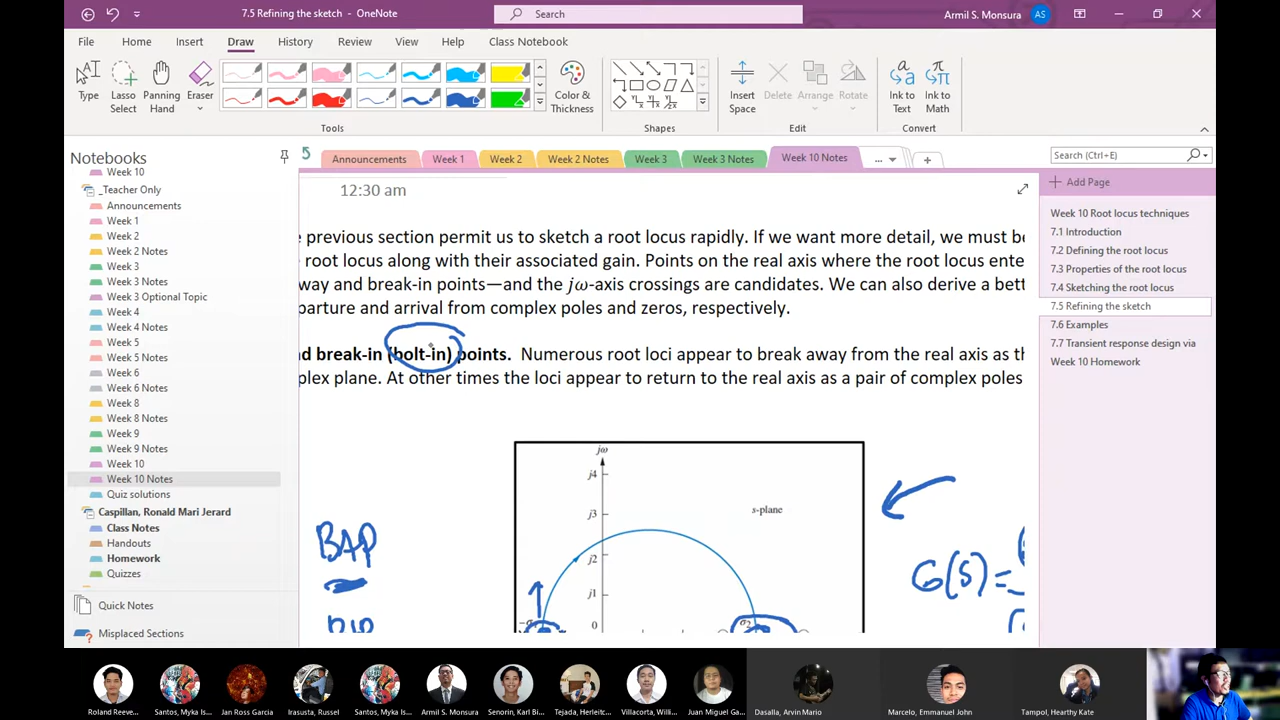 7.5 Refining the sketch - OneNote
Search
Armil S. Monsura
AS
File
Home
Insert
Draw
History
Review
View
Help
Class Notebook
Type
Lasso Select
Panning Hand
Eraser
Color & Thickness
Insert Space
Delete
Arrange
Rotate
Ink to Text
Ink to Math
Tools
Shapes
Edit
Convert
Notebooks
Announcements
Week 1
Week 2
Week 2 Notes
Week 3
Week 3 Notes
Week 10 Notes
...
Search (Ctrl+E)
Week 10
_Teacher Only
Announcements
Week 1
Week 2
Week 2 Notes
Week 3
Week 3 Notes
Week 3 Optional Topic
Week 4
Week 4 Notes
Week 5
Week 5 Notes
Week 6
Week 6 Notes
Week 8
Week 8 Notes
Week 9
Week 9 Notes
Week 10
Week 10 Notes
Quiz solutions
Caspillan, Ronald Mari Jerard
Class Notes
Handouts
Homework
Quizzes
Quick Notes
Misplaced Sections
12:30 am
previous section permit us to sketch a root locus rapidly. If we want more detail, we must be
root locus along with their associated gain. Points on the real axis where the root locus ente
way and break-in points—and the jω-axis crossings are candidates. We can also derive a bett
parture and arrival from complex poles and zeros, respectively.
nd break-in (bolt-in) points. Numerous root loci appear to break away from the real axis as th
plex plane. At other times the loci appear to return to the real axis as a pair of complex poles
jω
j4
j3
s-plane
j2
j1
0
σ2
BAP
BIP
G(S)=
Add Page
Week 10 Root locus techniques
7.1 Introduction
7.2 Defining the root locus
7.3 Properties of the root locus
7.4 Sketching the root locus
7.5 Refining the sketch
7.6 Examples
7.7 Transient response design via
Week 10 Homework
Roland Reeve...
Santos, Myka Is...
Jan Ross Garcia
Irasusta, Russel
Santos, Myka Is...
Armil S. Monsura
Senorin, Karl Bi...
Tejada, Herleitc...
Villacorta, Willi...
Juan Miguel Ga...
Dasalla, Arvin Mario
Marcelo, Emmanuel John
Tampol, Hearthy Kate